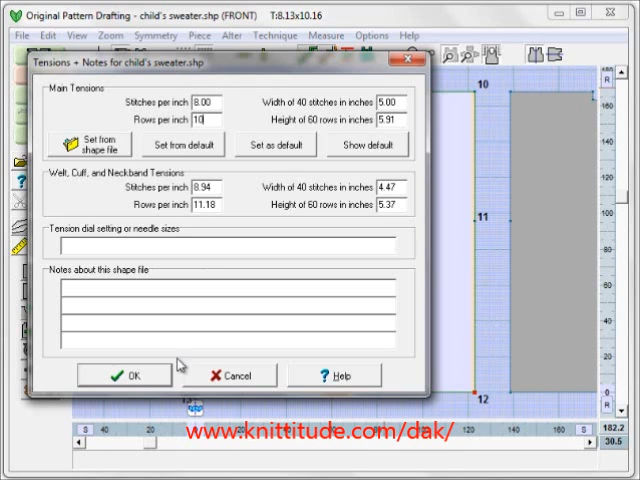 Original Pattern Drafting - child's sweater.shp (FRONT) T:8.13x10.16
File Edit View Zoom Symmetry Piece Alter Technique Measure Options Help
Tensions + Notes for child's sweater.shp
Main Tensions
Stitches per inch 8.00 Width of 40 stitches in inches 5.00
Rows per inch 10 Height of 60 rows in inches 5.91
Set from shape file Set from default Set as default Show default
Welt, Cuff, and Neckband Tensions
Stitches per inch 8.94 Width of 40 stitches in inches 4.47
Rows per inch 11.18 Height of 60 rows in inches 5.37
Tension dial setting or needle sizes
Notes about this shape file
OK Cancel Help
10
11
12
180
R
160
140
120
100
80
60
40
20
0
R
S 40 20 120 140 160 S 182.2
30.5
www.knittitude.com/dak/